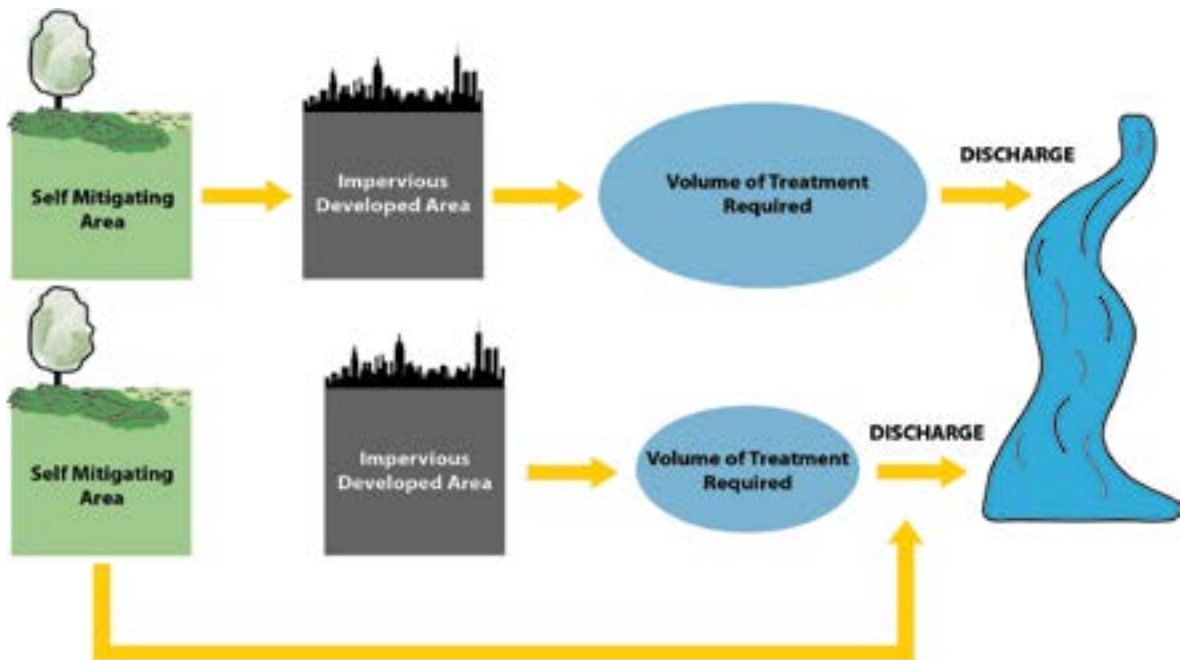 DISCHARGE
Self Mitigating
Area
Impervious
Developed Area
Volume of Treatment
Required
DISCHARGE
Self Mitigating
Area
Impervious
Developed Area
Volume of Treatment
Required